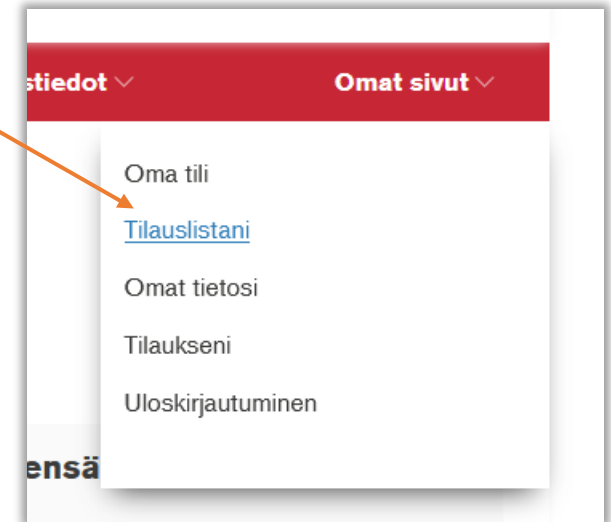 stiedot Omat sivut
Oma tili
Tilauslistani
Omat tietosi
Tilaukseni
Uloskirjautuminen
ensä